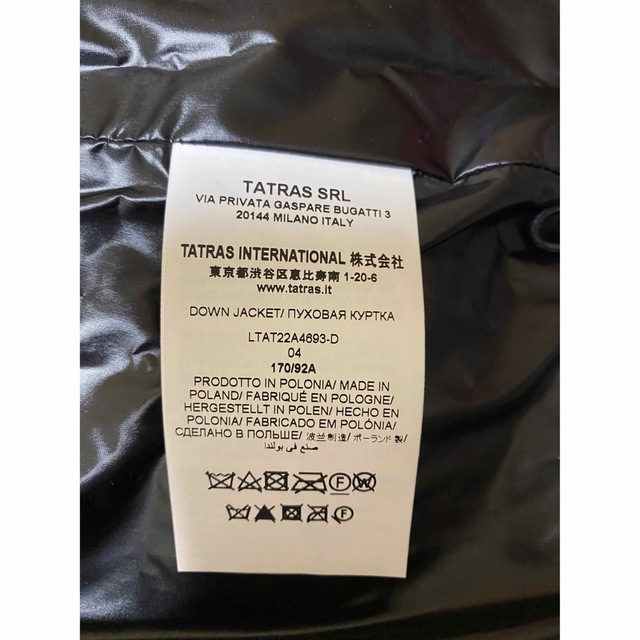 TATRAS SRL
VIA PRIVATA GASPARE BUGATTI 3
20144 MILANO ITALY
TATRAS INTERNATIONAL 株式会社
東京都渋谷区恵比寿南 1-20-6
www.tatras.it
DOWN JACKET/ ПУХОВАЯ КУРТКА
LTAT22A4693-D
04
170/92A
PRODOTTO IN POLONIA/ MADE IN
POLAND/ FABRIQUÉ EN POLOGNE/
HERGESTELLT IN POLEN/ HECHO EN
POLONIA/ FABRICADO EM POLÓNIA/
СДЕЛАНО В ПОЛЬШЕ/ 波兰制造/ ポーランド製/
صنع في بولندا
F W
F